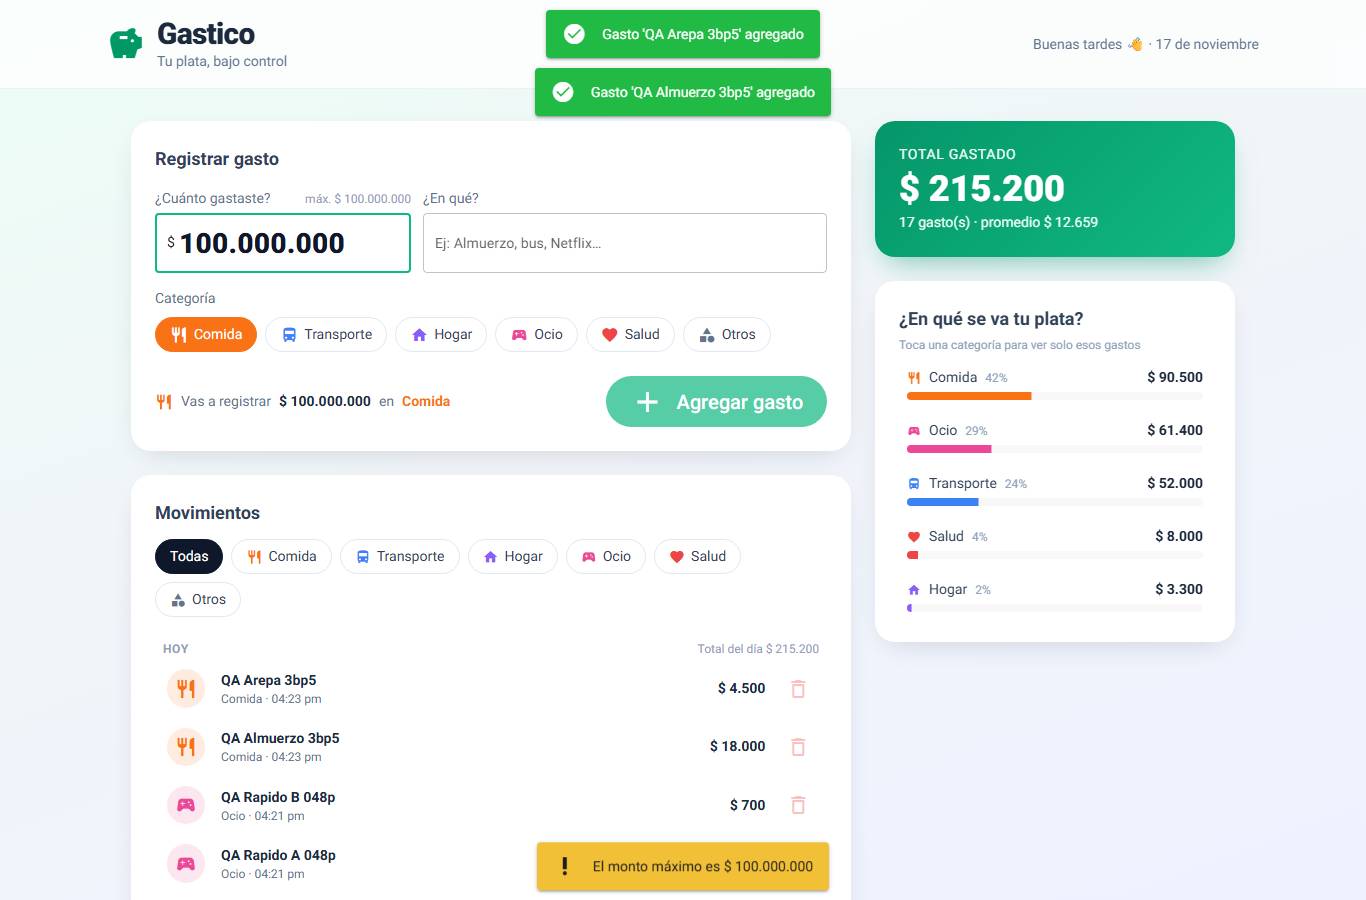 Gastico
Tu plata, bajo control
Gasto 'QA Arepa 3bp5' agregado
Gasto 'QA Almuerzo 3bp5' agregado
Buenas tardes 👋 · 17 de noviembre
Registrar gasto
¿Cuánto gastaste? máx. $ 100.000.000
$ 100.000.000
¿En qué?
Ej: Almuerzo, bus, Netflix...
Categoría
Comida Transporte Hogar Ocio Salud Otros
Vas a registrar $ 100.000.000 en Comida
Agregar gasto
Movimientos
Todas Comida Transporte Hogar Ocio Salud
Otros
HOY Total del día $ 215.200
QA Arepa 3bp5 $ 4.500
Comida · 04:23 pm
QA Almuerzo 3bp5 $ 18.000
Comida · 04:23 pm
QA Rapido B 048p $ 700
Ocio · 04:21 pm
QA Rapido A 048p
Ocio · 04:21 pm
El monto máximo es $ 100.000.000
TOTAL GASTADO
$ 215.200
17 gasto(s) · promedio $ 12.659
¿En qué se va tu plata?
Toca una categoría para ver solo esos gastos
Comida 42% $ 90.500
Ocio 29% $ 61.400
Transporte 24% $ 52.000
Salud 4% $ 8.000
Hogar 2% $ 3.300